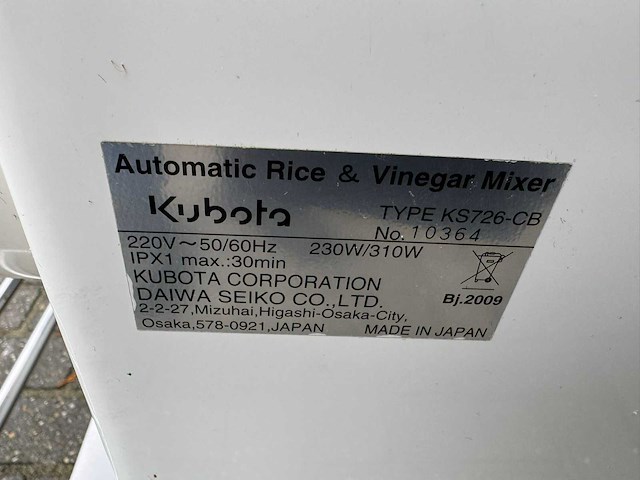 Automatic Rice & Vinegar Mixer
Kubota
TYPE KS726-CB
No. 10364
220V～50/60Hz 230W/310W
IPX1 max.:30min
KUBOTA CORPORATION
DAIWA SEIKO CO.,LTD.
Bj.2009
2-2-27,Mizuhai,Higashi-Osaka-City,
Osaka,578-0921,JAPAN MADE IN JAPAN